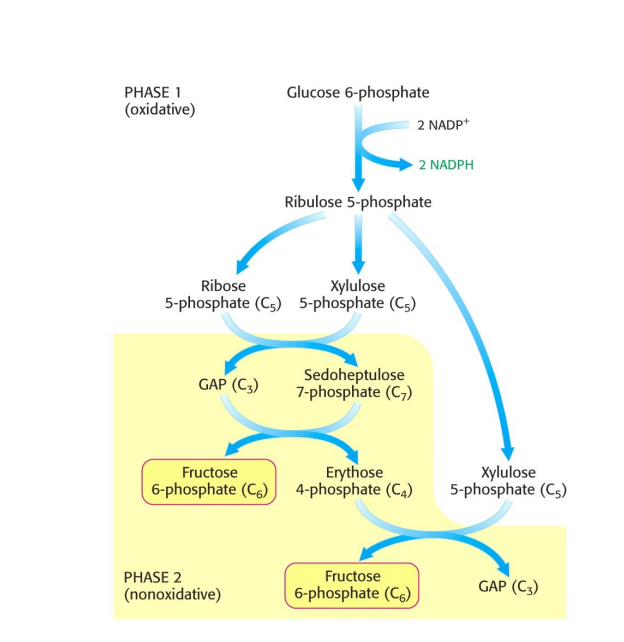 PHASE 1
(oxidative)
Glucose 6-phosphate
2 NADP⁺
2 NADPH
Ribulose 5-phosphate
Ribose
5-phosphate (C₅)
Xylulose
5-phosphate (C₅)
GAP (C₃)
Sedoheptulose
7-phosphate (C₇)
Fructose
6-phosphate (C₆)
Erythose
4-phosphate (C₄)
Xylulose
5-phosphate (C₅)
PHASE 2
(nonoxidative)
Fructose
6-phosphate (C₆)
GAP (C₃)